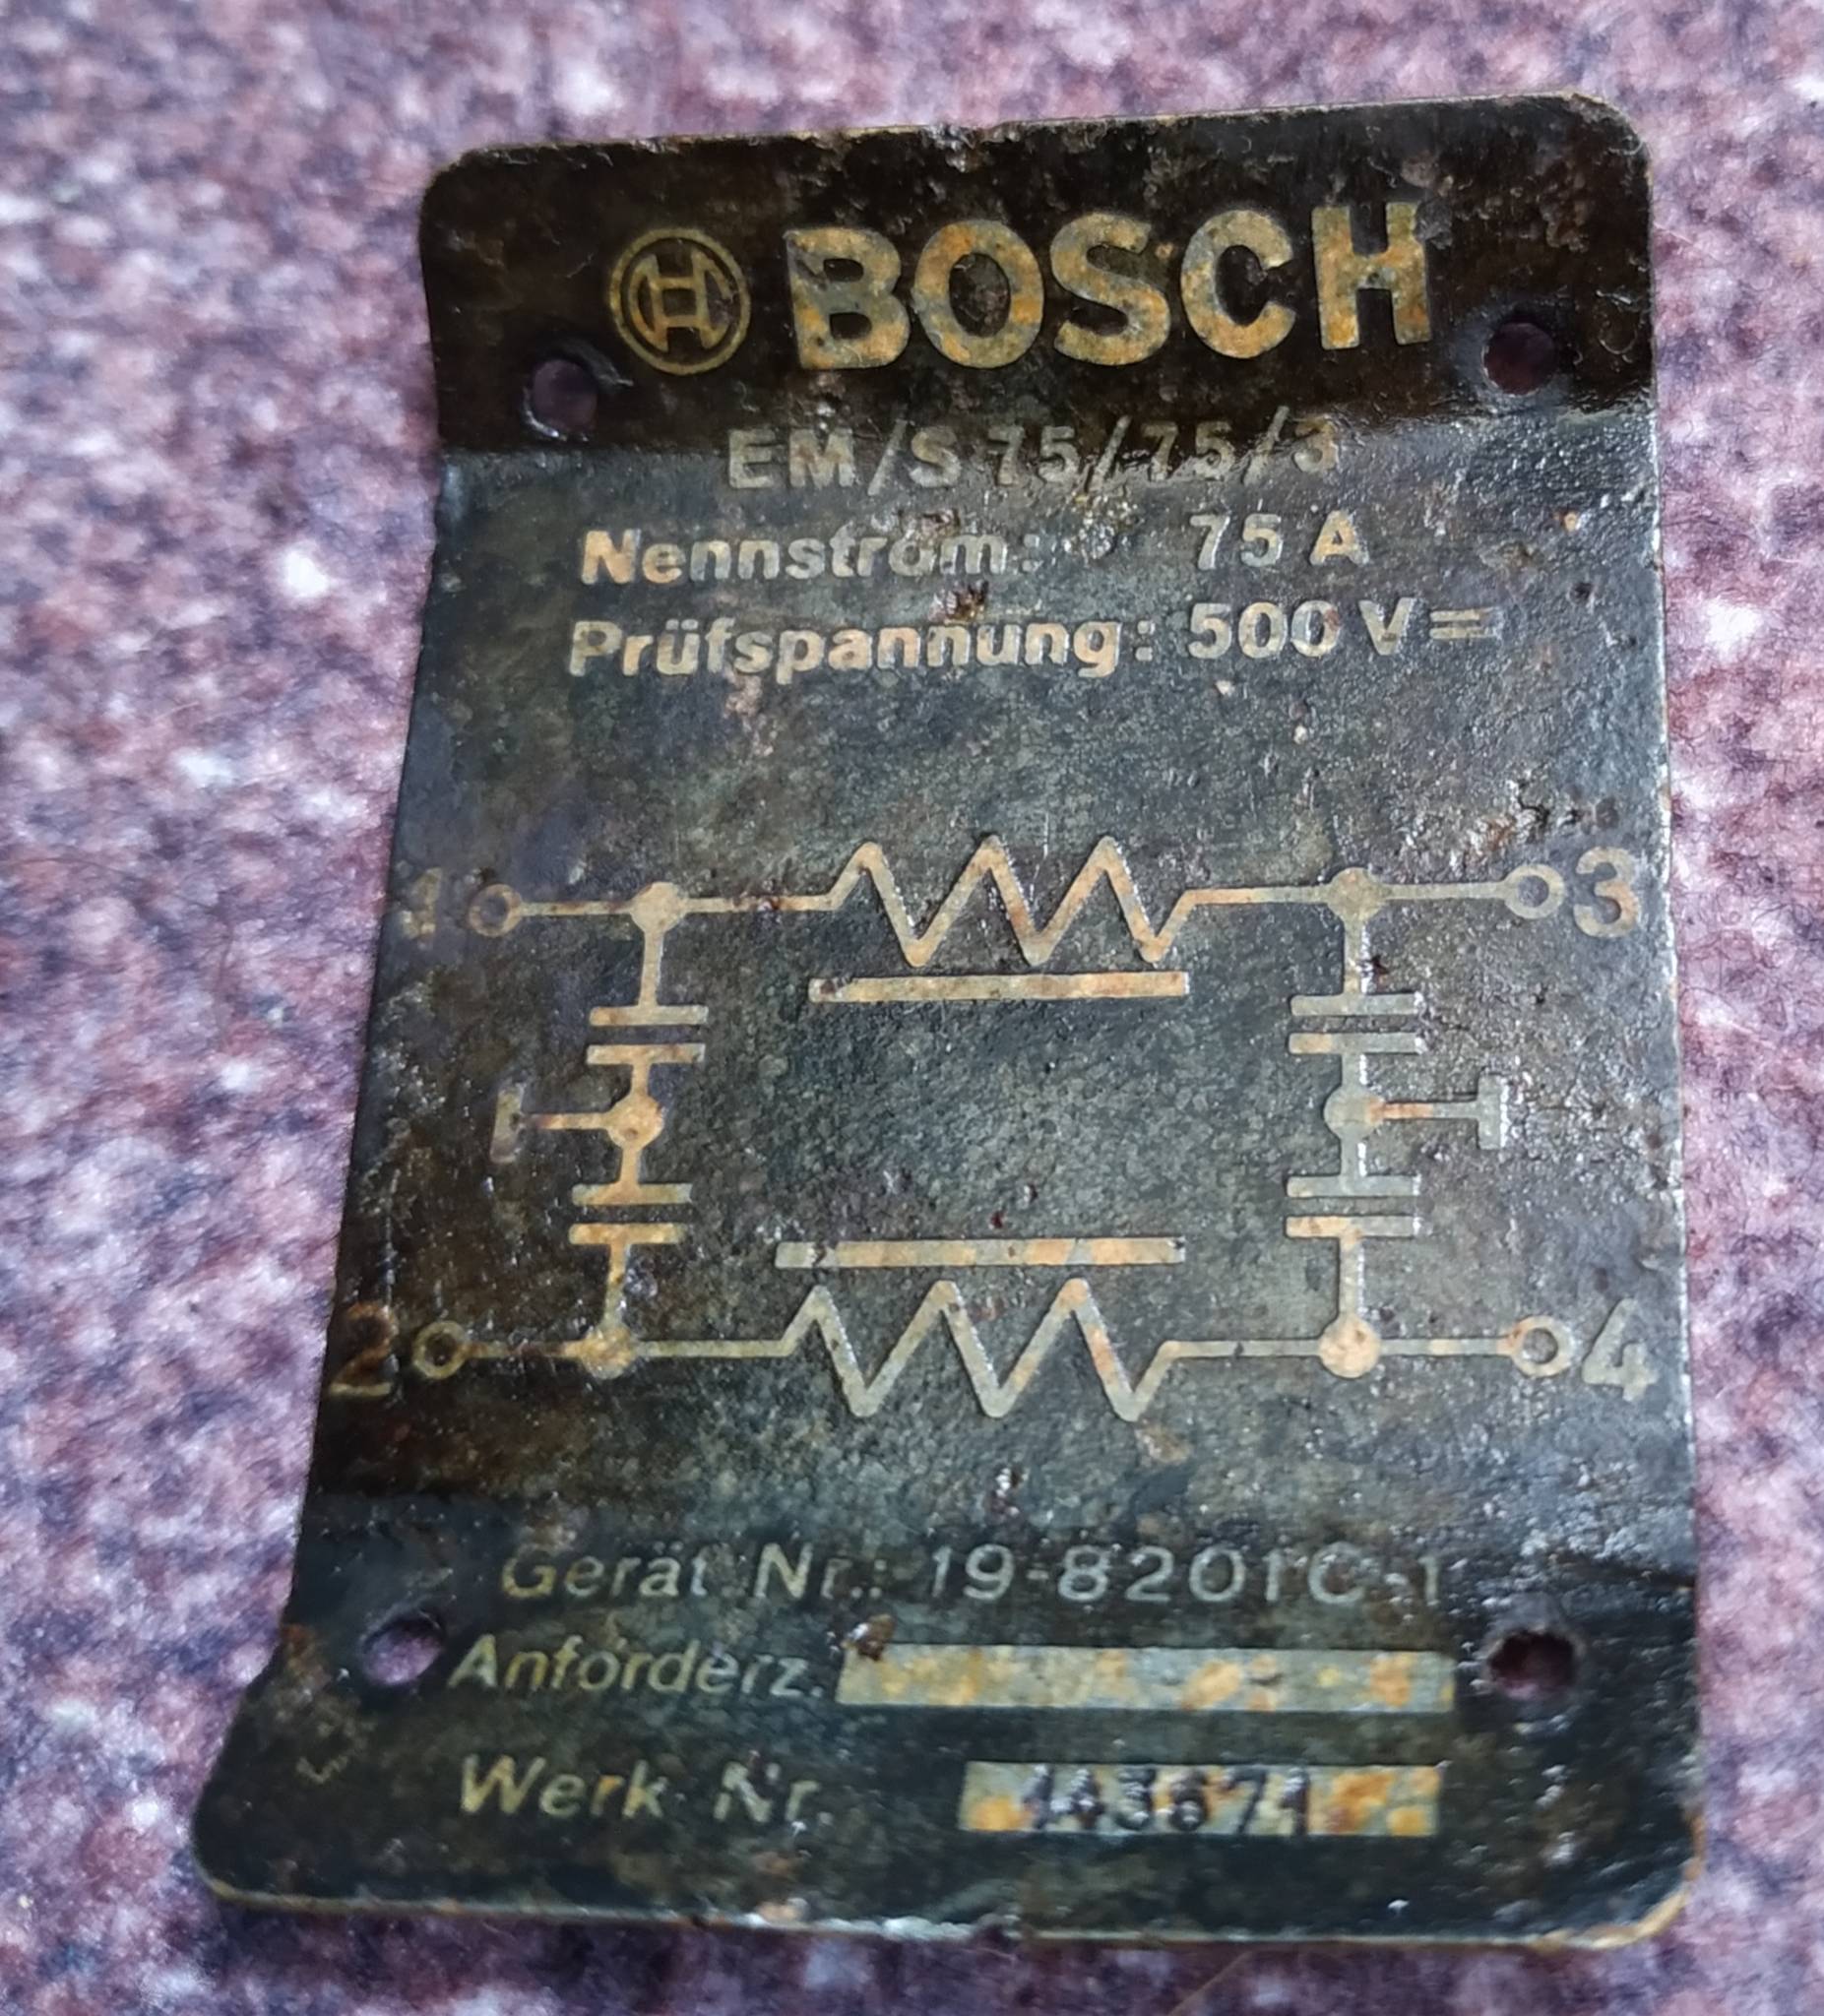 BOSCH
EM/S 75/75/3
Nennstrom: 75 A
Prüfspannung: 500 V=
1 3
2 4
Gerät Nr.: 19-8201C-1
Anforderz.
Werk Nr.